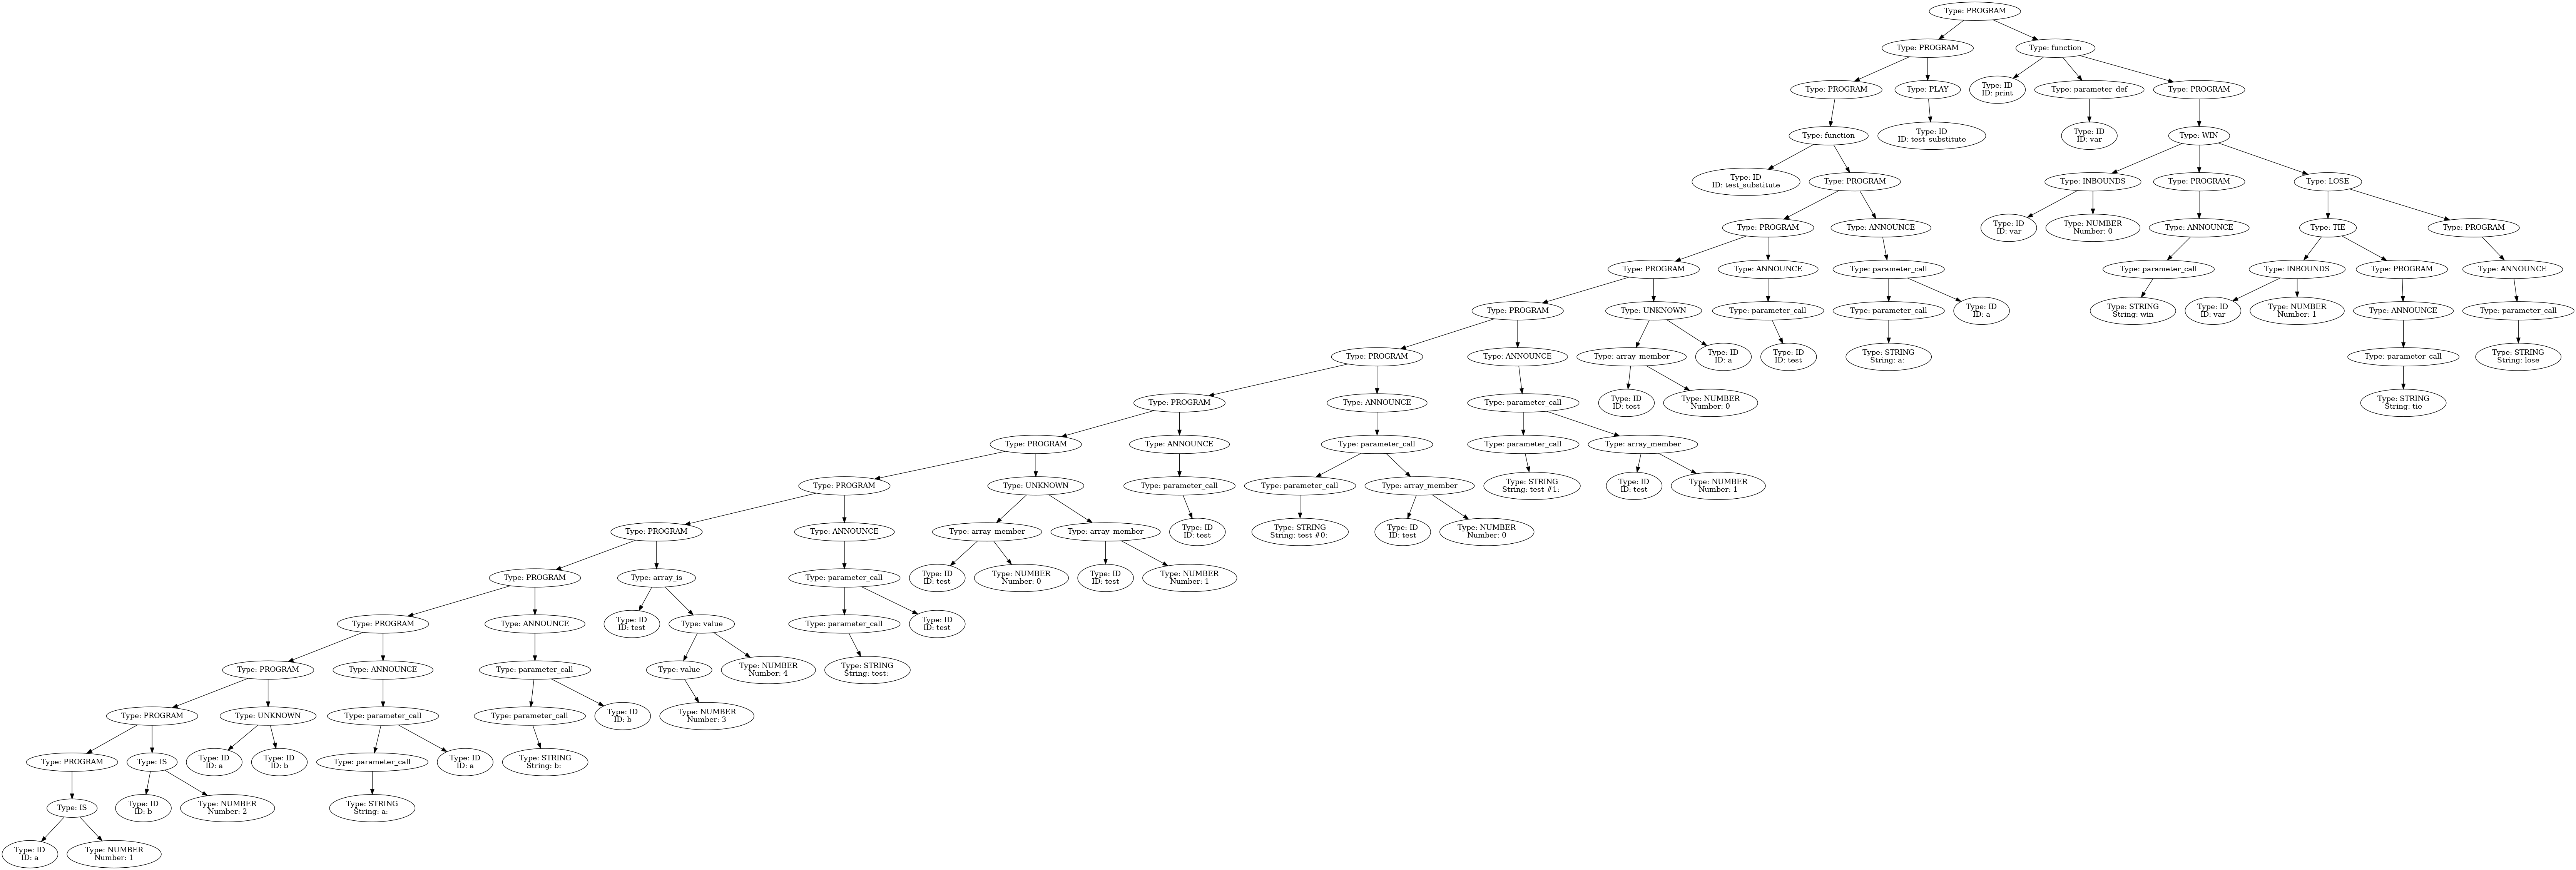 Type: PROGRAM
Type: PROGRAM
Type: function
Type: PROGRAM
Type: PLAY
Type: ID
ID: print
Type: parameter_def
Type: PROGRAM
Type: function
Type: ID
ID: test_substitute
Type: ID
ID: var
Type: WIN
Type: ID
ID: test_substitute
Type: PROGRAM
Type: INBOUNDS
Type: PROGRAM
Type: LOSE
Type: PROGRAM
Type: ANNOUNCE
Type: ID
ID: var
Type: NUMBER
Number: 0
Type: ANNOUNCE
Type: TIE
Type: PROGRAM
Type: PROGRAM
Type: ANNOUNCE
Type: parameter_call
Type: parameter_call
Type: INBOUNDS
Type: PROGRAM
Type: ANNOUNCE
Type: PROGRAM
Type: UNKNOWN
Type: parameter_call
Type: parameter_call
Type: ID
ID: a
Type: STRING
String: win
Type: ID
ID: var
Type: NUMBER
Number: 1
Type: ANNOUNCE
Type: parameter_call
Type: PROGRAM
Type: ANNOUNCE
Type: array_member
Type: ID
ID: a
Type: ID
ID: test
Type: STRING
String: a:
Type: parameter_call
Type: STRING
String: lose
Type: PROGRAM
Type: ANNOUNCE
Type: parameter_call
Type: ID
ID: test
Type: NUMBER
Number: 0
Type: STRING
String: tie
Type: PROGRAM
Type: ANNOUNCE
Type: parameter_call
Type: parameter_call
Type: array_member
Type: PROGRAM
Type: UNKNOWN
Type: parameter_call
Type: parameter_call
Type: array_member
Type: STRING
String: test #1:
Type: ID
ID: test
Type: NUMBER
Number: 1
Type: PROGRAM
Type: ANNOUNCE
Type: array_member
Type: array_member
Type: ID
ID: test
Type: STRING
String: test #0:
Type: ID
ID: test
Type: NUMBER
Number: 0
Type: PROGRAM
Type: array_is
Type: parameter_call
Type: ID
ID: test
Type: NUMBER
Number: 0
Type: ID
ID: test
Type: NUMBER
Number: 1
Type: PROGRAM
Type: ANNOUNCE
Type: ID
ID: test
Type: value
Type: parameter_call
Type: ID
ID: test
Type: PROGRAM
Type: ANNOUNCE
Type: parameter_call
Type: value
Type: NUMBER
Number: 4
Type: STRING
String: test:
Type: PROGRAM
Type: UNKNOWN
Type: parameter_call
Type: parameter_call
Type: ID
ID: b
Type: NUMBER
Number: 3
Type: PROGRAM
Type: IS
Type: ID
ID: a
Type: ID
ID: b
Type: parameter_call
Type: ID
ID: a
Type: STRING
String: b:
Type: IS
Type: ID
ID: b
Type: NUMBER
Number: 2
Type: STRING
String: a:
Type: ID
ID: a
Type: NUMBER
Number: 1